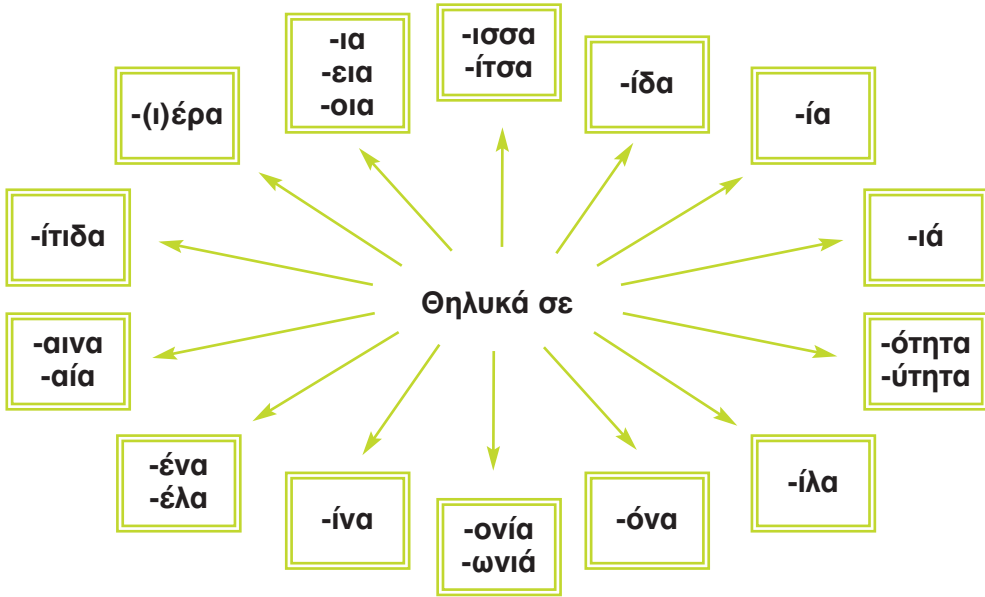 -ια
-εια
-οια
-ισσα
-ίτσα
-ίδα
-(ι)έρα
-ία
-ίτιδα
-ιά
Θηλυκά σε
-αινα
-αία
-ότητα
-ύτητα
-ένα
-έλα
-ίλα
-ίνα
-ονία
-ωνιά
-όνα